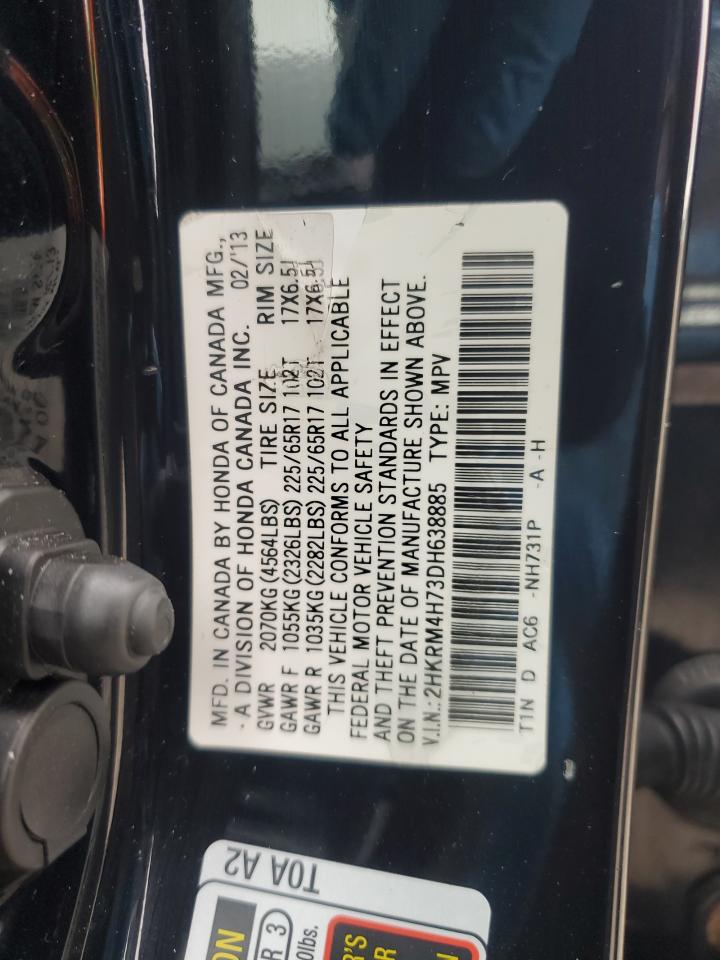 MFD. IN CANADA BY HONDA OF CANADA MFG.,
· A DIVISION OF HONDA CANADA INC. 02/'13
GVWR 2070KG (4564LBS) TIRE SIZE RIM SIZE
GAWR F 1055KG (2326LBS) 225/65R17 102T 17X6.5J
GAWR R 1035KG (2282LBS) 225/65R17 102T 17X6.5J
THIS VEHICLE CONFORMS TO ALL APPLICABLE
FEDERAL MOTOR VEHICLE SAFETY
AND THEFT PREVENTION STANDARDS IN EFFECT
ON THE DATE OF MANUFACTURE SHOWN ABOVE.
V.I.N.: 2HKRM4H73DH638885 TYPE: MPV
T1N D AC6 -NH731P -A -H
T0A A2
ON
R 3
0lbs.
R'S
R
N